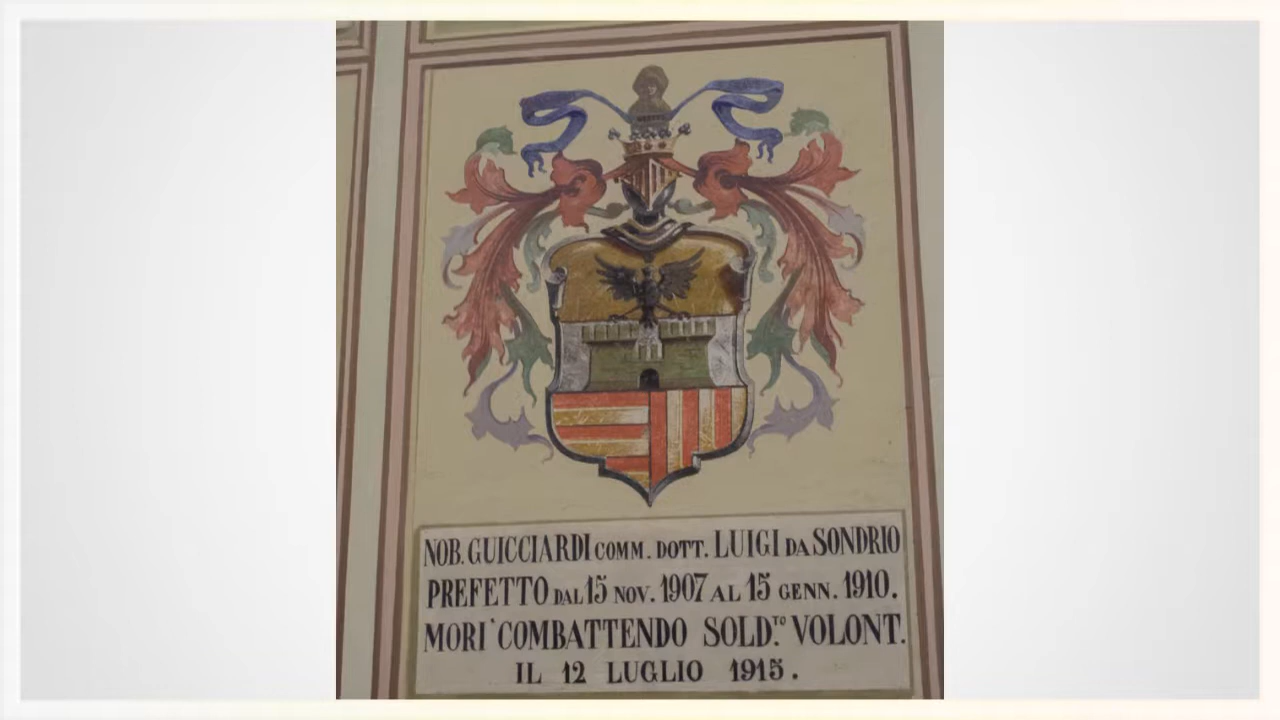 NOB. GUICCIARDI COMM. DOTT. LUIGI DA SONDRIO
PREFETTO DAL 15 NOV. 1907 AL 15 GENN. 1910.
MORI' COMBATTENDO SOLD.TO VOLONT.
IL 12 LUGLIO 1915.